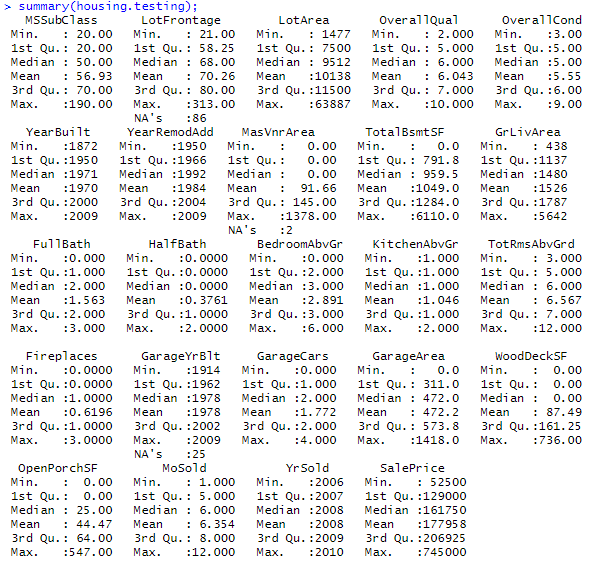 > summary(housing.testing);
MSSubClass LotFrontage LotArea OverallQual OverallCond
Min. : 20.00 Min. : 21.00 Min. : 1477 Min. : 2.000 Min. :3.00
1st Qu.: 20.00 1st Qu.: 58.25 1st Qu.: 7500 1st Qu.: 5.000 1st Qu.:5.00
Median : 50.00 Median : 68.00 Median : 9512 Median : 6.000 Median :5.00
Mean : 56.93 Mean : 70.26 Mean :10138 Mean : 6.043 Mean :5.55
3rd Qu.: 70.00 3rd Qu.: 80.00 3rd Qu.:11500 3rd Qu.: 7.000 3rd Qu.:6.00
Max. :190.00 Max. :313.00 Max. :63887 Max. :10.000 Max. :9.00
NA's :86
YearBuilt YearRemodAdd MasVnrArea TotalBsmtSF GrLivArea
Min. :1872 Min. :1950 Min. : 0.00 Min. : 0.0 Min. : 438
1st Qu.:1950 1st Qu.:1966 1st Qu.: 0.00 1st Qu.: 791.8 1st Qu.:1137
Median :1971 Median :1992 Median : 0.00 Median : 959.5 Median :1480
Mean :1970 Mean :1984 Mean : 91.66 Mean :1049.0 Mean :1526
3rd Qu.:2000 3rd Qu.:2004 3rd Qu.: 145.00 3rd Qu.:1284.0 3rd Qu.:1787
Max. :2009 Max. :2009 Max. :1378.00 Max. :6110.0 Max. :5642
NA's :2
FullBath HalfBath BedroomAbvGr KitchenAbvGr TotRmsAbvGrd
Min. :0.000 Min. :0.0000 Min. :0.000 Min. :1.000 Min. : 3.000
1st Qu.:1.000 1st Qu.:0.0000 1st Qu.:2.000 1st Qu.:1.000 1st Qu.: 5.000
Median :2.000 Median :0.0000 Median :3.000 Median :1.000 Median : 6.000
Mean :1.563 Mean :0.3761 Mean :2.891 Mean :1.046 Mean : 6.567
3rd Qu.:2.000 3rd Qu.:1.0000 3rd Qu.:3.000 3rd Qu.:1.000 3rd Qu.: 7.000
Max. :3.000 Max. :2.0000 Max. :6.000 Max. :2.000 Max. :12.000
Fireplaces GarageYrBlt GarageCars GarageArea WoodDeckSF
Min. :0.0000 Min. :1914 Min. :0.000 Min. : 0.0 Min. : 0.00
1st Qu.:0.0000 1st Qu.:1962 1st Qu.:1.000 1st Qu.: 311.0 1st Qu.: 0.00
Median :1.0000 Median :1978 Median :2.000 Median : 472.0 Median : 0.00
Mean :0.6196 Mean :1978 Mean :1.772 Mean : 472.2 Mean : 87.49
3rd Qu.:1.0000 3rd Qu.:2002 3rd Qu.:2.000 3rd Qu.: 573.8 3rd Qu.:161.25
Max. :3.0000 Max. :2009 Max. :4.000 Max. :1418.0 Max. :736.00
NA's :25
OpenPorchSF MoSold YrSold SalePrice
Min. : 0.00 Min. : 1.000 Min. :2006 Min. : 52500
1st Qu.: 0.00 1st Qu.: 5.000 1st Qu.:2007 1st Qu.:129000
Median : 25.00 Median : 6.000 Median :2008 Median :161750
Mean : 44.47 Mean : 6.354 Mean :2008 Mean :177958
3rd Qu.: 64.00 3rd Qu.: 8.000 3rd Qu.:2009 3rd Qu.:206925
Max. :547.00 Max. :12.000 Max. :2010 Max. :745000